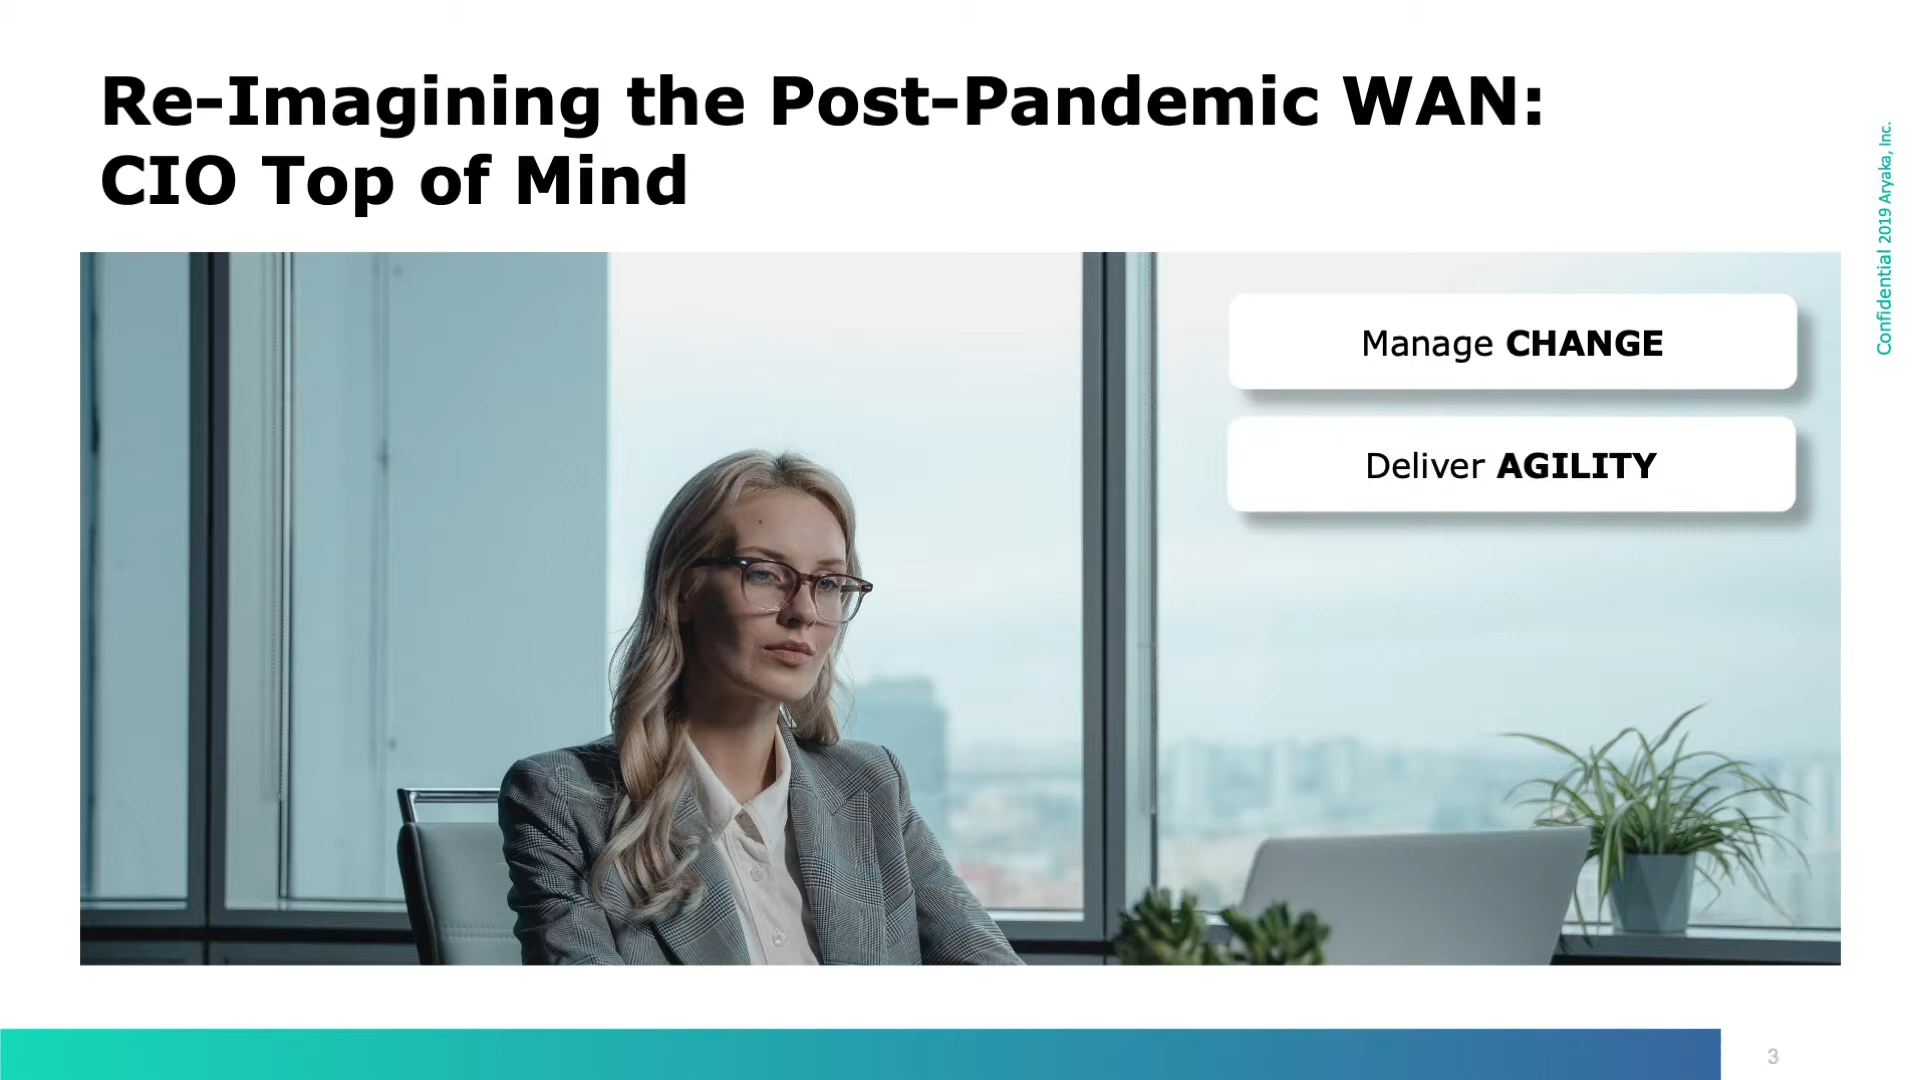 Re-Imagining the Post-Pandemic WAN:
CIO Top of Mind
Confidential 2019 Aryaka, Inc.
Manage CHANGE
Deliver AGILITY
3